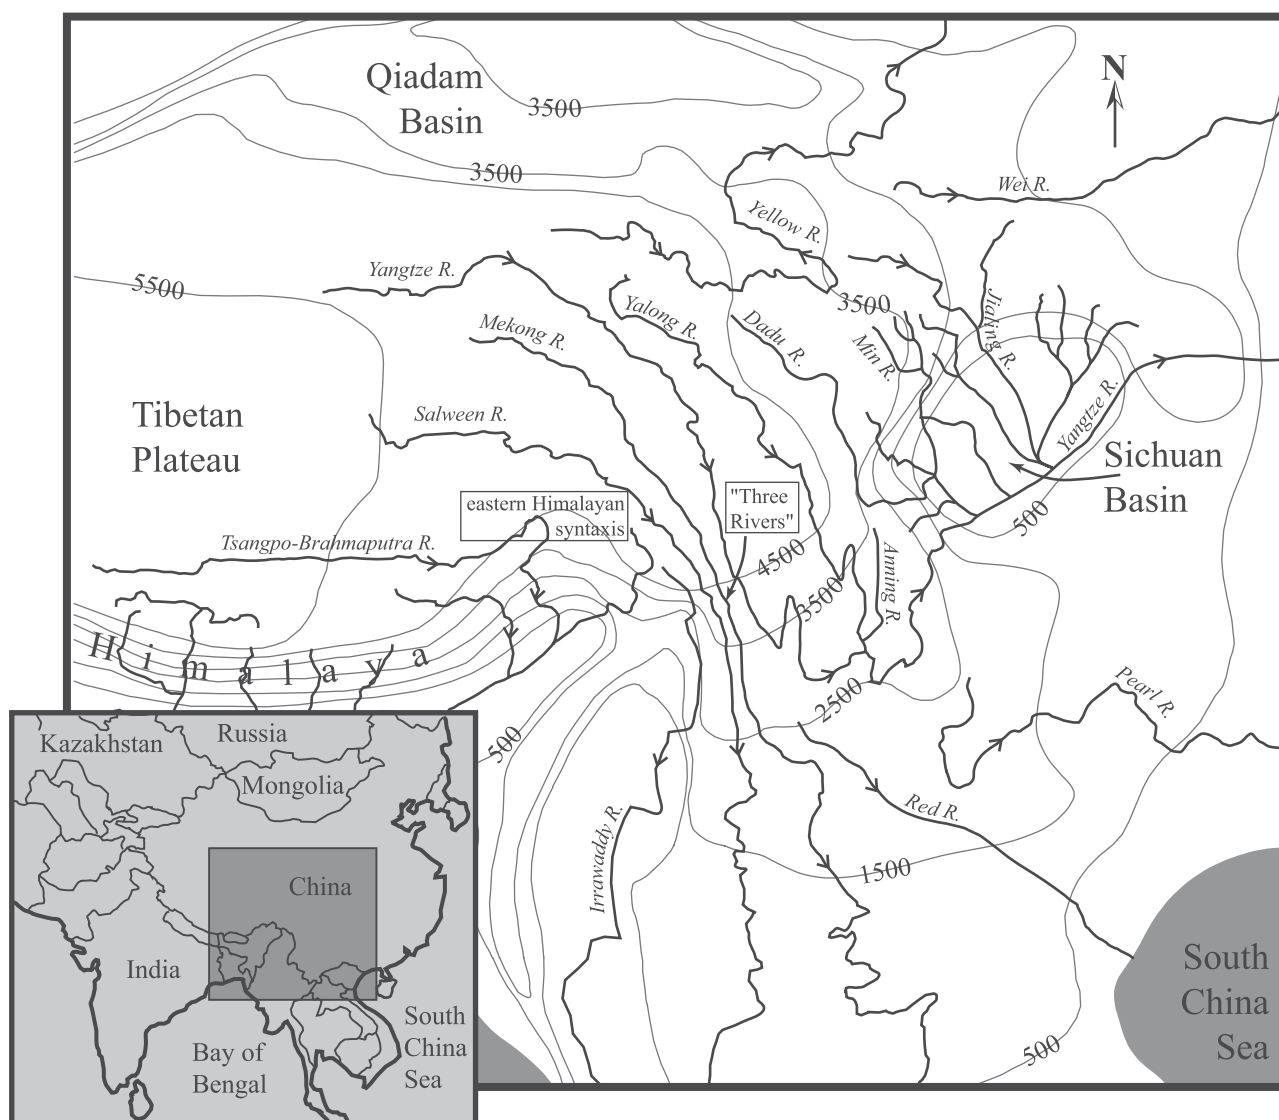 Qiadam
Basin
3500
N
3500
Wei R.
Yellow R.
Yangtze R.
5500
3500
Yalong R.
Dadu R.
Jialing R.
Mekong R.
Min R.
Tibetan
Plateau
Salween R.
Yangtze R.
Sichuan
Basin
eastern Himalayan
syntaxis
"Three
Rivers"
500
Tsangpo-Brahmaputra R.
4500
Anning R.
3500
Himalaya
2500
Pearl R.
500
Red R.
Irrawaddy R.
1500
South
China
Sea
500
Kazakhstan
Russia
Mongolia
China
India
Bay of
Bengal
South
China
Sea